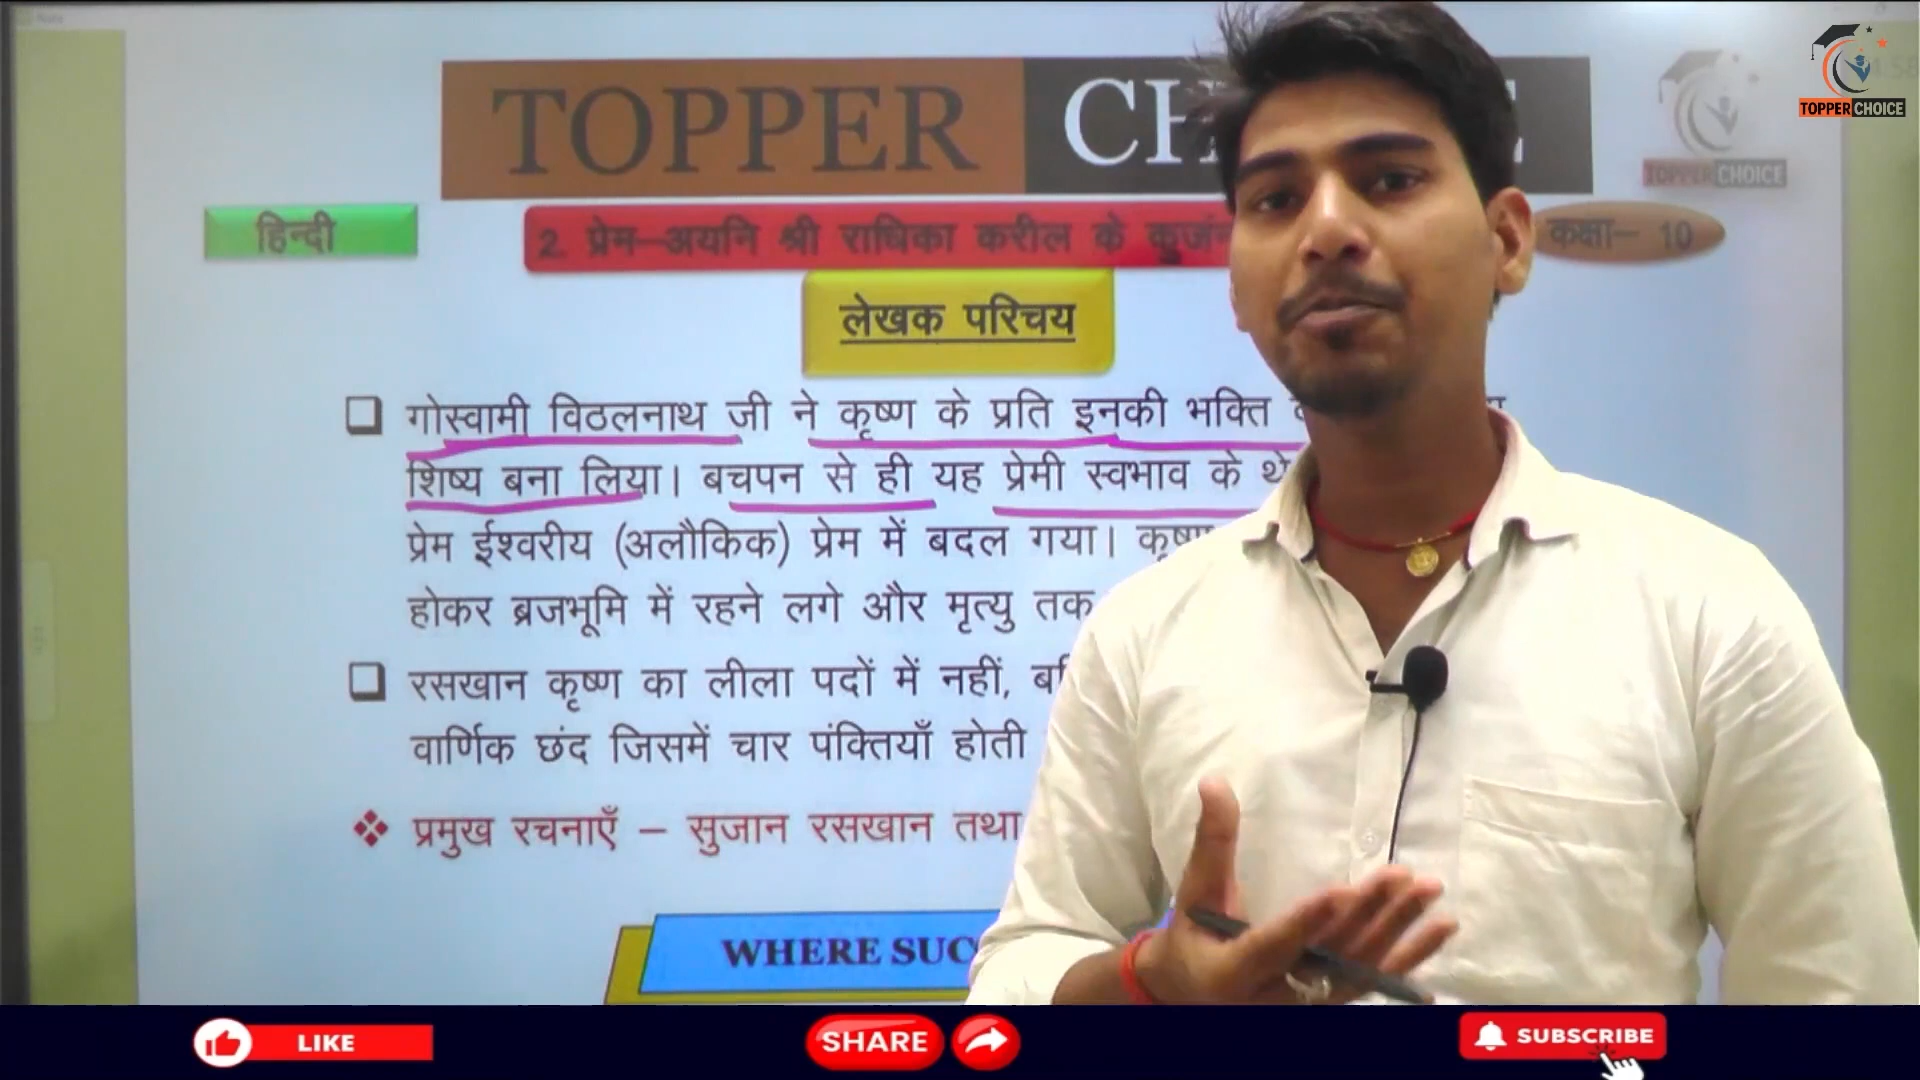 TOPPER
TOPPER CHOICE
TOPPER CHOICE
हिन्दी
2. प्रेम–अयनि श्री राधिका करील के
कक्षा– 10
लेखक परिचय
गोस्वामी विठलनाथ जी ने कृष्ण के प्रति इनकी भक्ति
शिष्य बना लिया। बचपन से ही यह प्रेमी स्वभाव के थे
प्रेम ईश्वरीय (अलौकिक) प्रेम में बदल गया।
होकर ब्रजभूमि में रहने लगे और मृत्यु तक
रसखान कृष्ण का लीला पदों में नहीं,
वार्णिक छंद जिसमें चार पंक्तियाँ होती
❖ प्रमुख रचनाएँ – सुजान रसखान तथा
WHERE
LIKE
SHARE
SUBSCRIBE